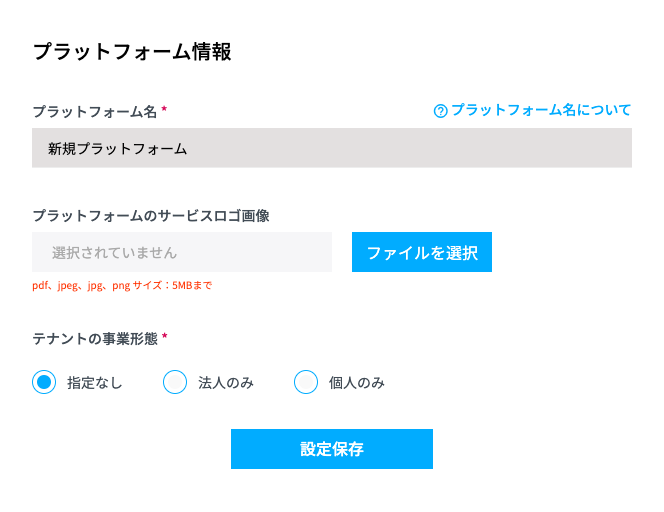 プラットフォーム情報
プラットフォーム名 *
? プラットフォーム名について
新規プラットフォーム
プラットフォームのサービスロゴ画像
選択されていません
ファイルを選択
pdf、jpeg、jpg、png サイズ：5MBまで
テナントの事業形態 *
指定なし 法人のみ 個人のみ
設定保存